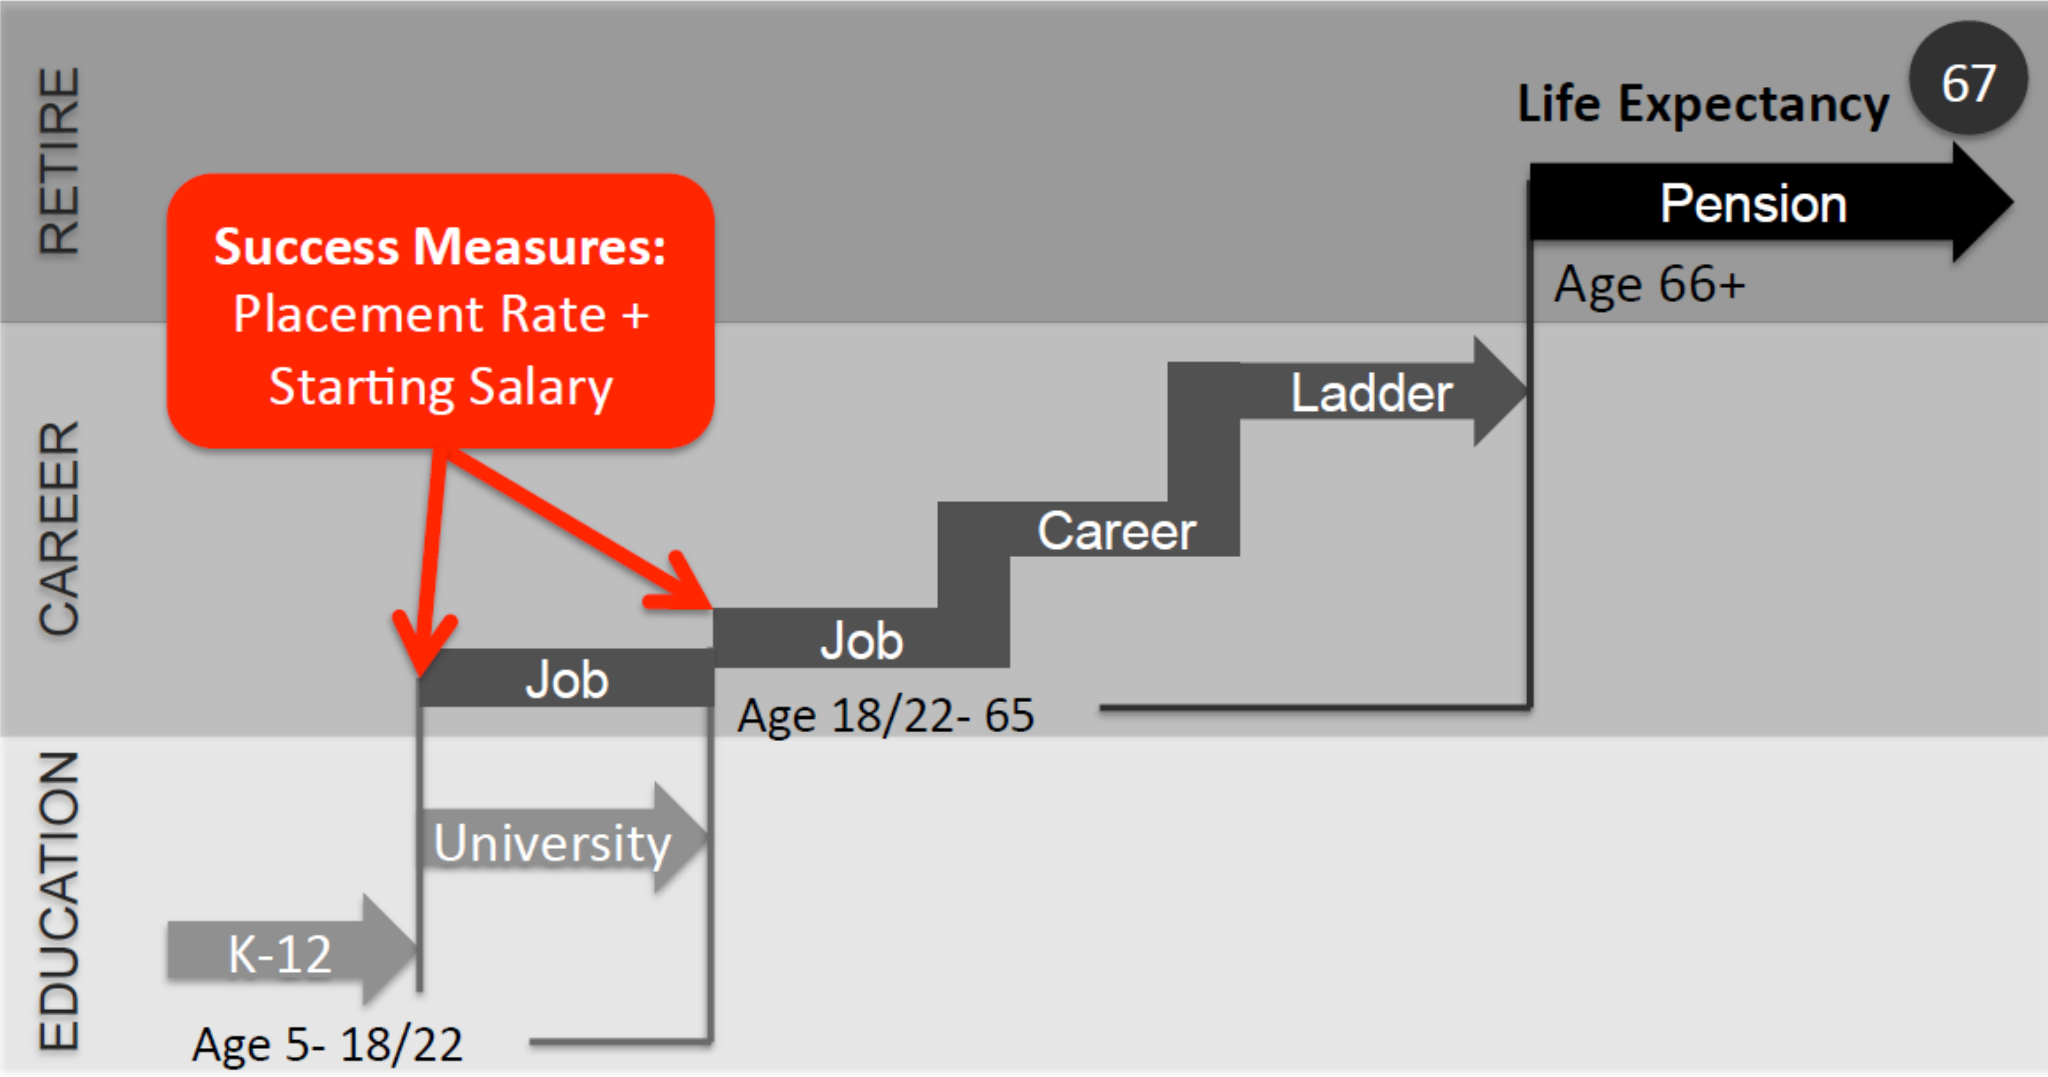 RETIRE
Life Expectancy
67
Pension
Age 66+
Success Measures:
Placement Rate +
Starting Salary
CAREER
Ladder
Career
Job
Job
Age 18/22- 65
EDUCATION
University
K-12
Age 5- 18/22